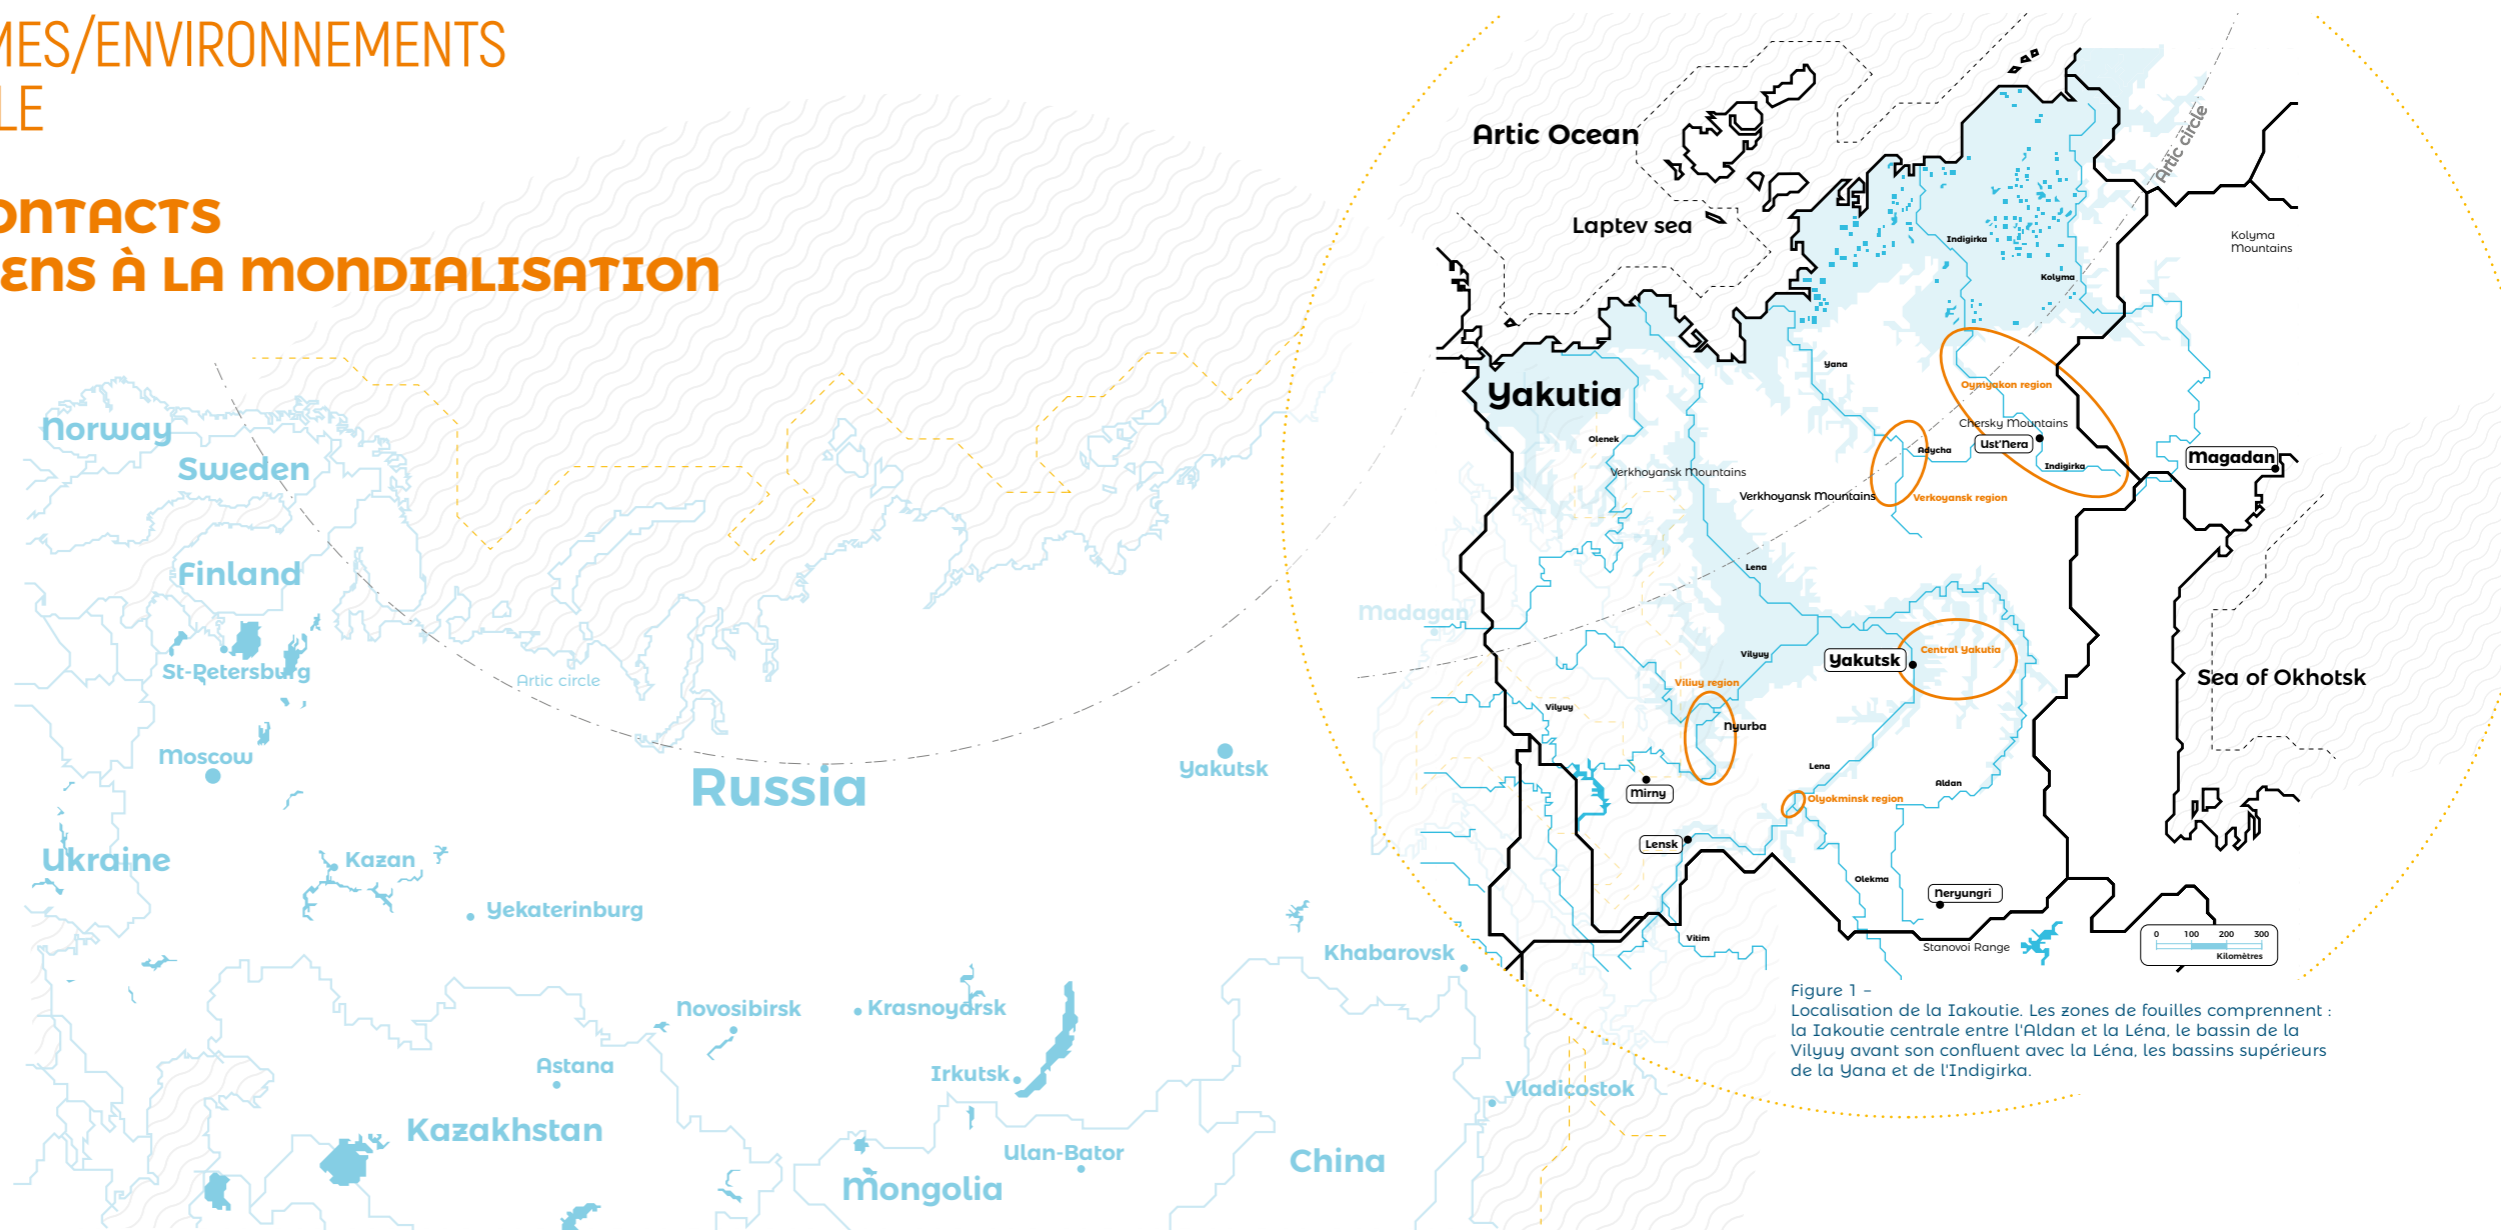 MES/ENVIRONNEMENTS
LE
ONTACTS
ENS À LA MONDIALISATION
Norway
Sweden
Finland
St-Petersburg
Moscow
Ukraine
Kazan
Yekaterinburg
Artic circle
Russia
Yakutsk
Novosibirsk
Krasnoyarsk
Astana
Irkutsk
Kazakhstan
Ulan-Bator
Mongolia
China
Khabarovsk
Vladicostok
Madagan
Artic Ocean
Laptev sea
Artic circle
Kolyma
Mountains
Indigirka
Kolyma
Yakutia
Yana
Oymyakon region
Chersky Mountains
Ust'Nera
Indigirka
Magadan
Olenek
Adycha
Verkhoyansk Mountains
Verkhoyansk Mountains
Verkoyansk region
Lena
Vilyuy
Yakutsk
Central Yakutia
Sea of Okhotsk
Viliuy region
Vilyuy
Nyurba
Lena
Aldan
Mirny
Olyokminsk region
Lensk
Olekma
Neryungri
Vitim
Stanovoi Range
0 100 200 300
Kilomètres
Figure 1 –
Localisation de la Iakoutie. Les zones de fouilles comprennent :
la Iakoutie centrale entre l'Aldan et la Léna, le bassin de la
Vilyuy avant son confluent avec la Léna, les bassins supérieurs
de la Yana et de l'Indigirka.